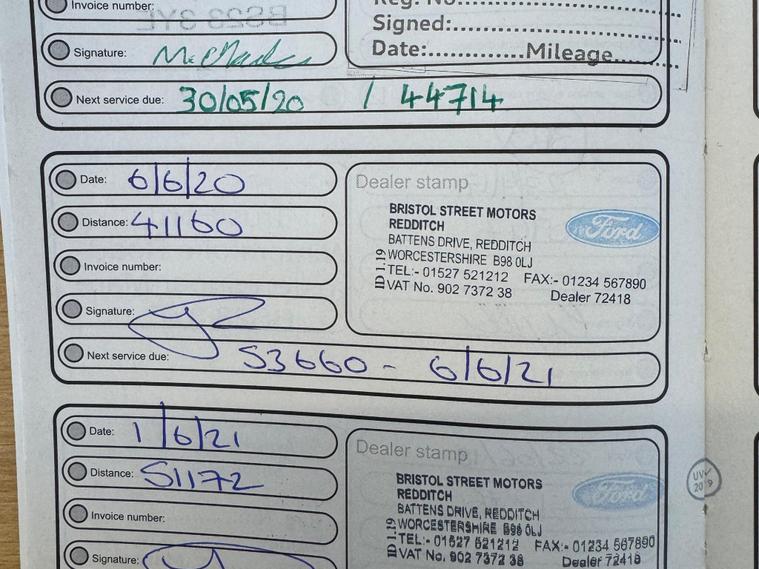 Invoice number:
BS23 3YL
Reg. No.
Signed:
Signature:
Date:.............Mileage.....
Next service due: 30/05/20 / 44714
Date: 6/6/20
Distance: 41160
Invoice number:
Signature:
Dealer stamp
BRISTOL STREET MOTORS
REDDITCH
BATTENS DRIVE, REDDITCH
WORCESTERSHIRE B98 0LJ
TEL:- 01527 521212 FAX:- 01234 567890
VAT No. 902 7372 38 Dealer 72418
ID 1.19
Ford
Next service due: 53660 - 6/6/21
Date: 1/6/21
Distance: 51172
Invoice number:
Signature:
Dealer stamp
BRISTOL STREET MOTORS
REDDITCH
BATTENS DRIVE, REDDITCH
WORCESTERSHIRE B98 0LJ
TEL:- 01527 521212 FAX:- 01234 567890
VAT No. 902 7372 38 Dealer 72418
ID 1.19
Ford